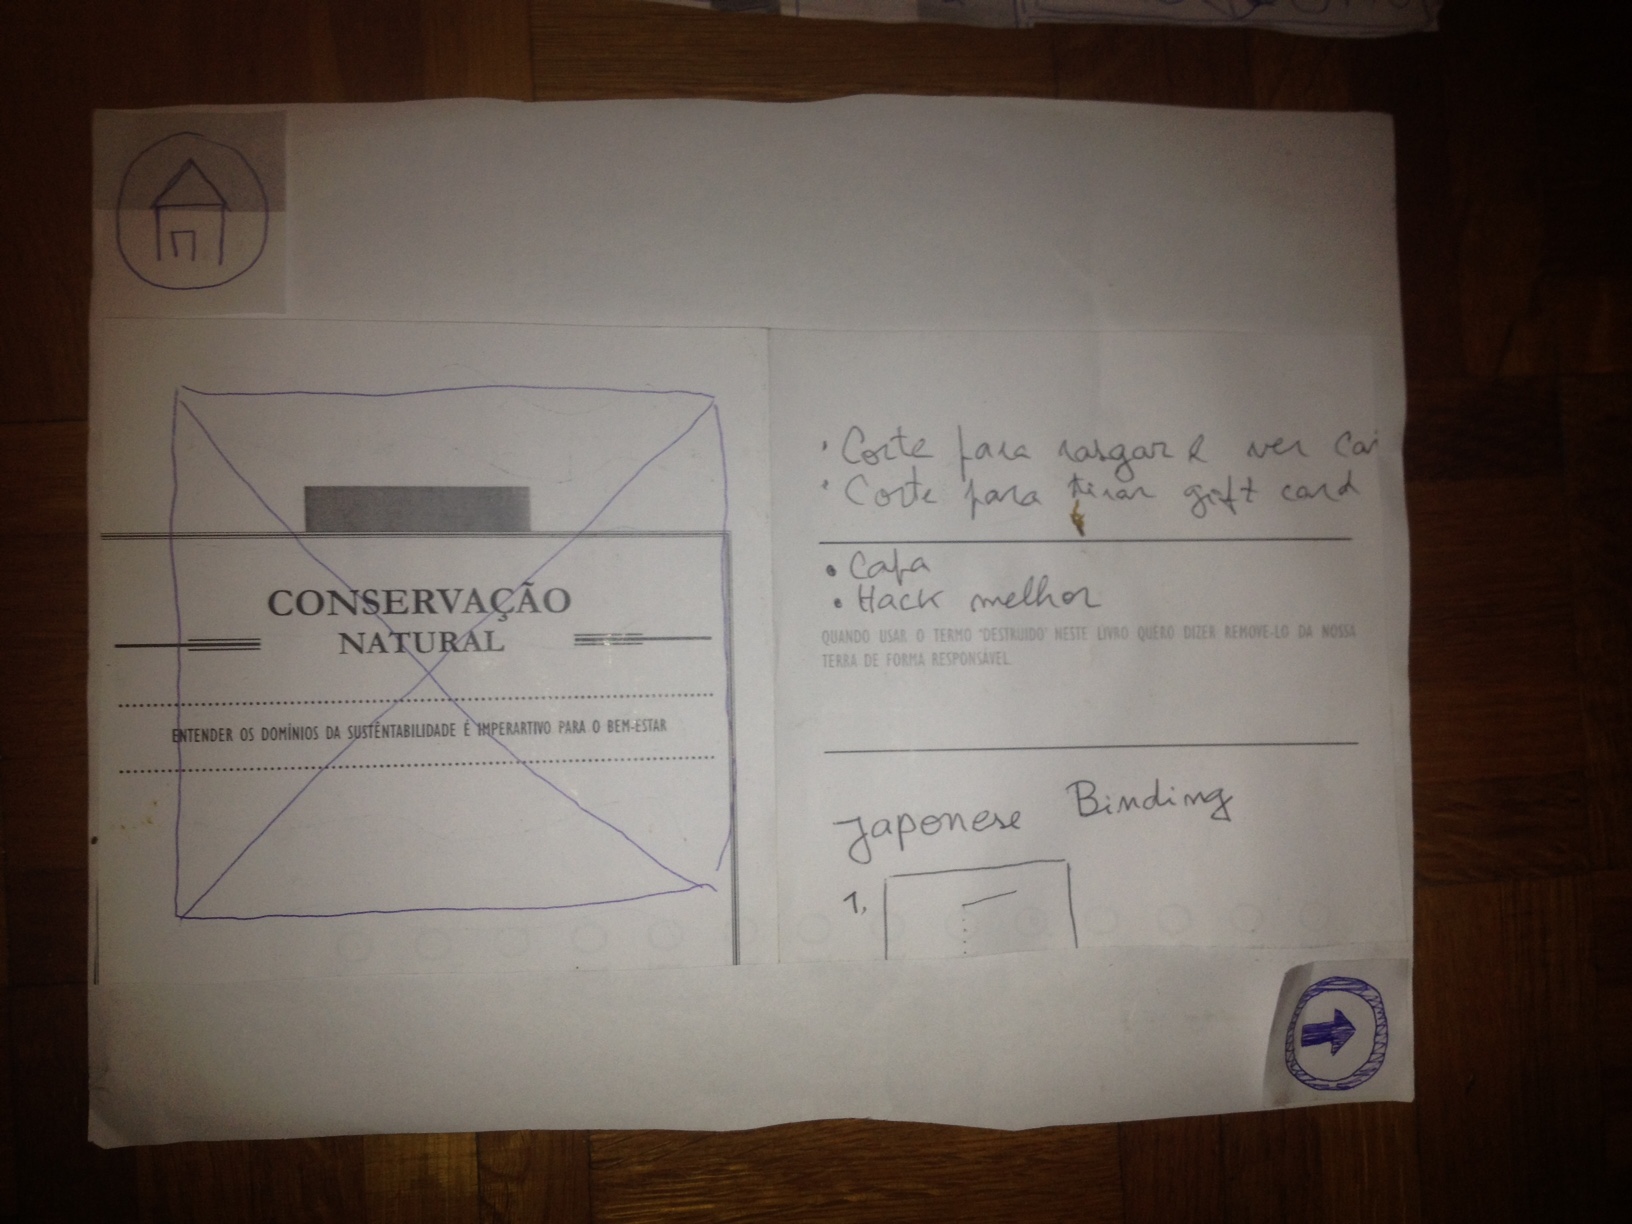 CONSERVAÇÃO
NATURAL
ENTENDER OS DOMÍNIOS DA SUSTENTABILIDADE É IMPERARTIVO PARA O BEM-ESTAR
• Corte para rasgar e ver
• Corte para tirar gift card
• Capa
• Hack melhor
QUANDO USAR O TERMO "DESTRUIDO" NESTE LIVRO QUERO DIZER REMOVE-LO DA NOSSA
TERRA DE FORMA RESPONSÁVEL.
Japonese Binding
1.